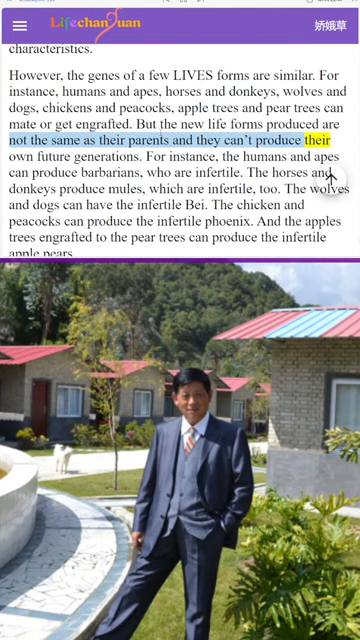 Lifechanyuan
娇娥草
characteristics.
However, the genes of a few LIVES forms are similar. For
instance, humans and apes, horses and donkeys, wolves and
dogs, chickens and peacocks, apple trees and pear trees can
mate or get engrafted. But the new life forms produced are
not the same as their parents and they can't produce their
own future generations. For instance, the humans and apes
can produce barbarians, who are infertile. The horses and
donkeys produce mules, which are infertile, too. The wolves
and dogs can have the infertile Bei. The chicken and
peacocks can produce the infertile phoenix. And the apples
trees engrafted to the pear trees can produce the infertile
apple pears